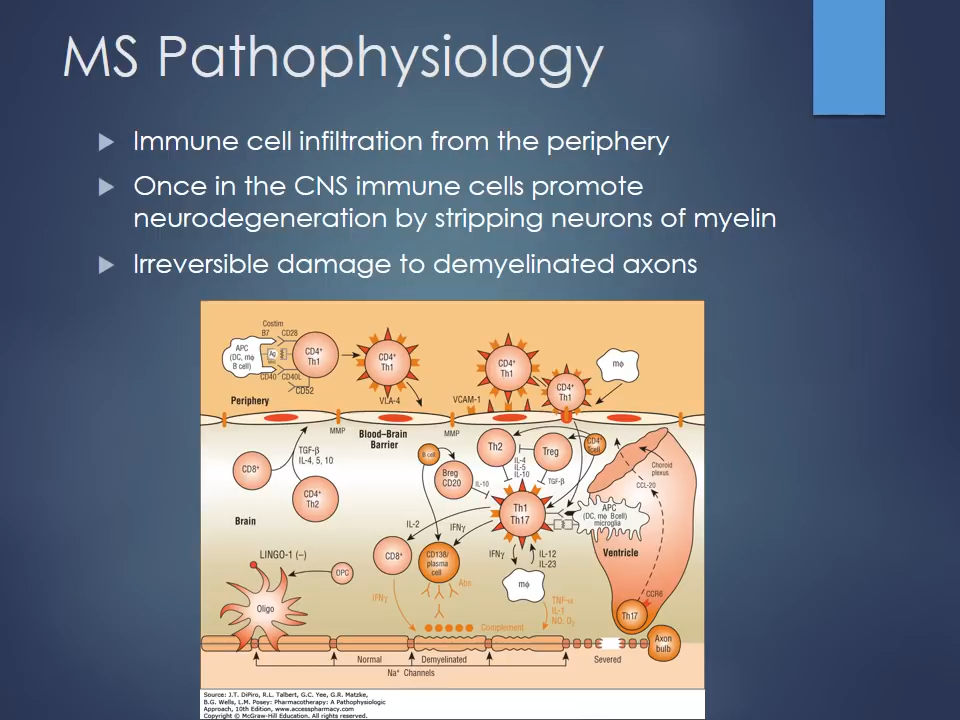 MS Pathophysiology
Immune cell infiltration from the periphery
Once in the CNS immune cells promote
neurodegeneration by stripping neurons of myelin
Irreversible damage to demyelinated axons
Costim
B7 CD28
APC
(DC, mφ
B cell)
Ag
CD4⁺
Th1
CD40 CD40L
CD52
Periphery
CD4⁺
Th1
VLA-4
VCAM-1
CD4⁺
Th1
CD4⁺
Th1
mφ
MMP
Blood–Brain
Barrier
MMP
CD8⁺
TGF-β
IL-4, 5, 10
CD4⁺
Th2
Brain
B cell
Breg
CD20
IL-10
Th2
IL-4
IL-5
IL-10
Treg
TGF-β
CD4⁺
Tcell
Th1
Th17
APC
(DC, mφ Bcell)
microglia
Choroid
plexus
CCL-20
Ventricle
CCR6
Th17
IL-2
IFNγ
CD8⁺
CD138/
plasma
cell
IFNγ
IL-12
IL-23
mφ
IFNγ
Abs
Complement
TNF-α
IL-1
NO, O₂⁻
LINGO-1 (–)
OPC
Oligo
Axon
bulb
Normal
Demyelinated
Severed
Na⁺ Channels
Source: J.T. DiPiro, R.L. Talbert, G.C. Yee, G.R. Matzke,
B.G. Wells, L.M. Posey: Pharmacotherapy: A Pathophysiologic
Approach, 10th Edition, www.accesspharmacy.com
Copyright © McGraw-Hill Education. All rights reserved.